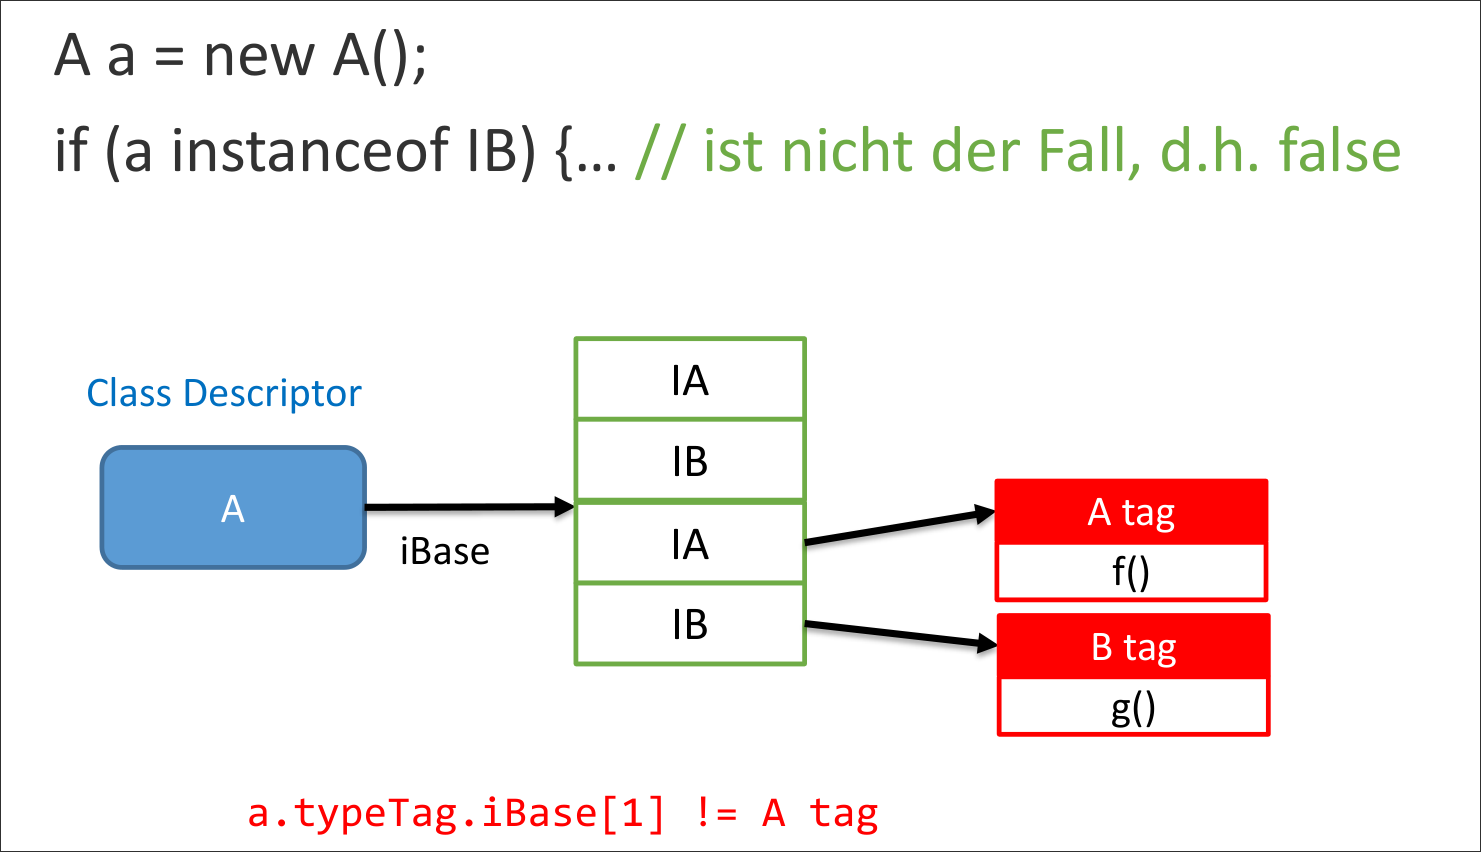 A a = new A();
if (a instanceof IB) {… // ist nicht der Fall, d.h. false
Class Descriptor
A
iBase
IA
IB
IA
IB
A tag
f()
B tag
g()
a.typeTag.iBase[1] != A tag